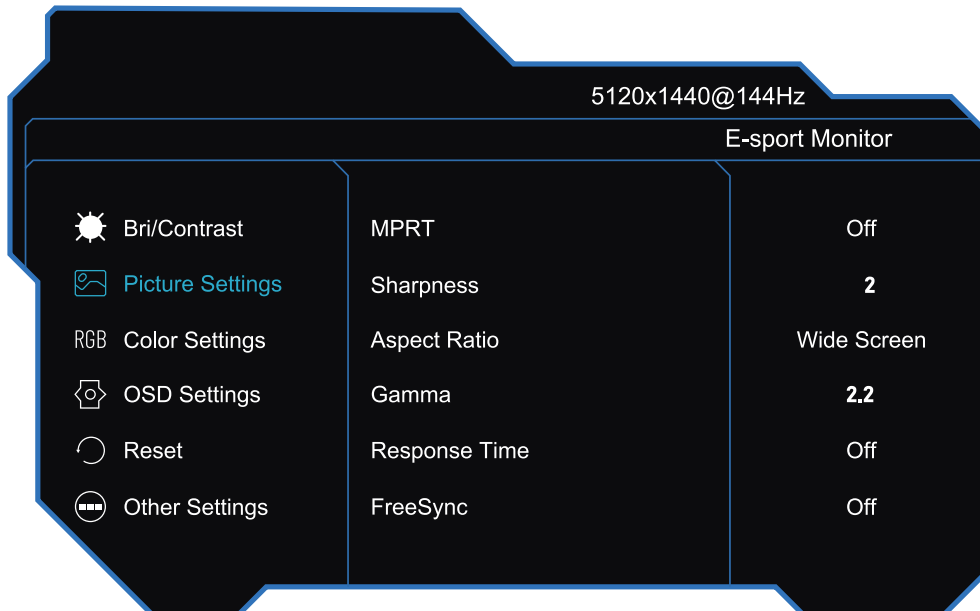 5120x1440@144Hz
E-sport Monitor
Bri/Contrast MPRT Off
Picture Settings Sharpness 2
RGB Color Settings Aspect Ratio Wide Screen
OSD Settings Gamma 2.2
Reset Response Time Off
Other Settings FreeSync Off